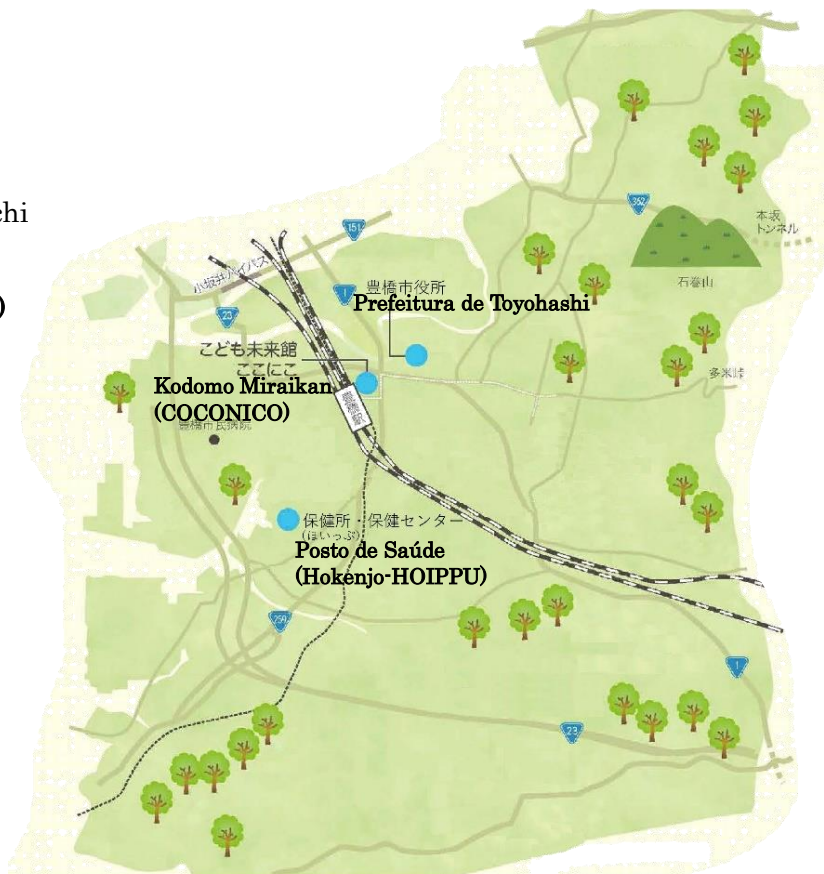 chi
)
151
362
本坂
トンネル
石巻山
小坂井バイパス
1
23
豊橋市役所
Prefeitura de Toyohashi
こども未来館
ここにこ
Kodomo Miraikan
(COCONICO)
豊橋市民病院
豊橋駅
多米峠
保健所・保健センター
(ほいっぷ)
Posto de Saúde
(Hokenjo-HOIPPU)
259
1
23